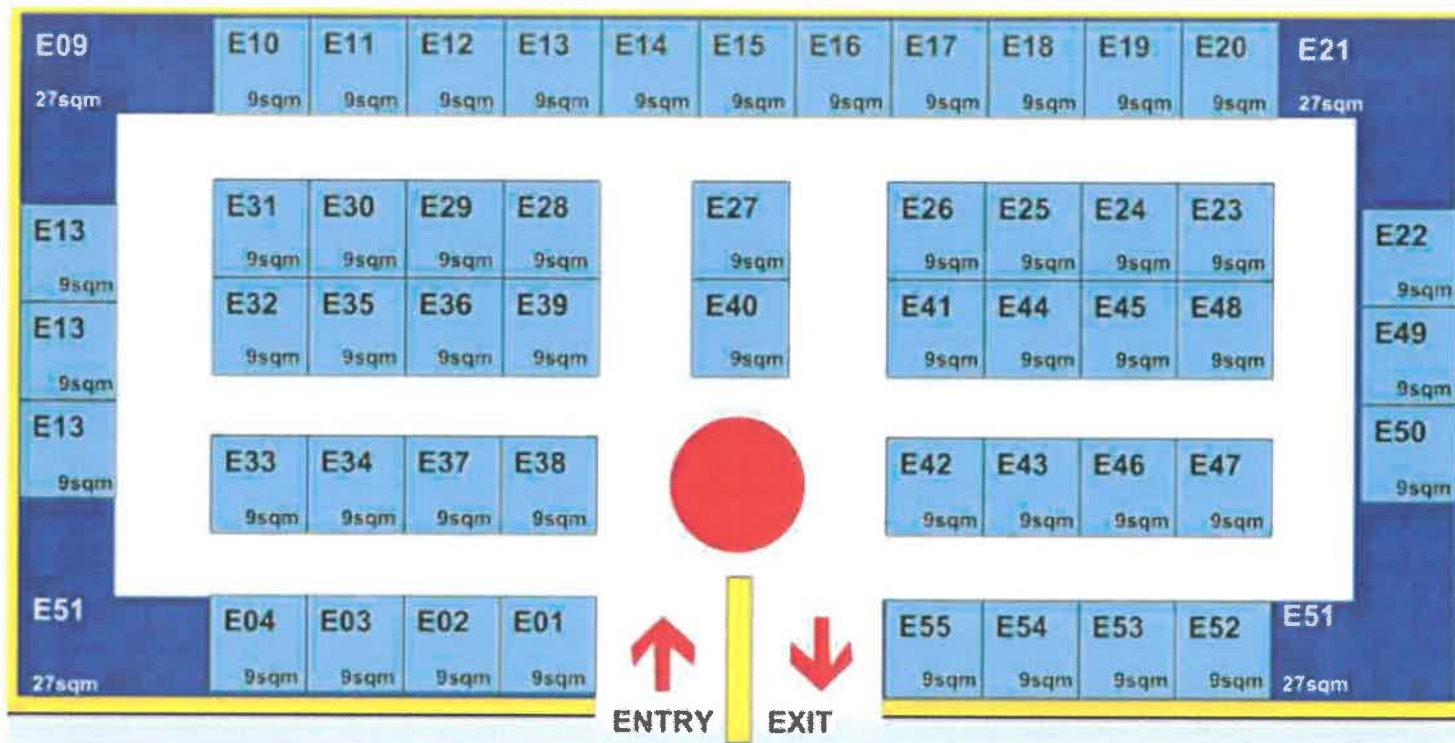 E09 E10 E11 E12 E13 E14 E15 E16 E17 E18 E19 E20 E21
27sqm 9sqm 9sqm 9sqm 9sqm 9sqm 9sqm 9sqm 9sqm 9sqm 9sqm 9sqm 27sqm
E31 E30 E29 E28 E27 E26 E25 E24 E23
9sqm 9sqm 9sqm 9sqm 9sqm 9sqm 9sqm 9sqm 9sqm
E13 E22
9sqm 9sqm
E32 E35 E36 E39 E40 E41 E44 E45 E48
9sqm 9sqm 9sqm 9sqm 9sqm 9sqm 9sqm 9sqm 9sqm
E13 E49
9sqm 9sqm
E13 E50
9sqm 9sqm
E33 E34 E37 E38 E42 E43 E46 E47
9sqm 9sqm 9sqm 9sqm 9sqm 9sqm 9sqm 9sqm
E51 E04 E03 E02 E01 E55 E54 E53 E52 E51
27sqm 9sqm 9sqm 9sqm 9sqm 9sqm 9sqm 9sqm 9sqm 27sqm
ENTRY EXIT